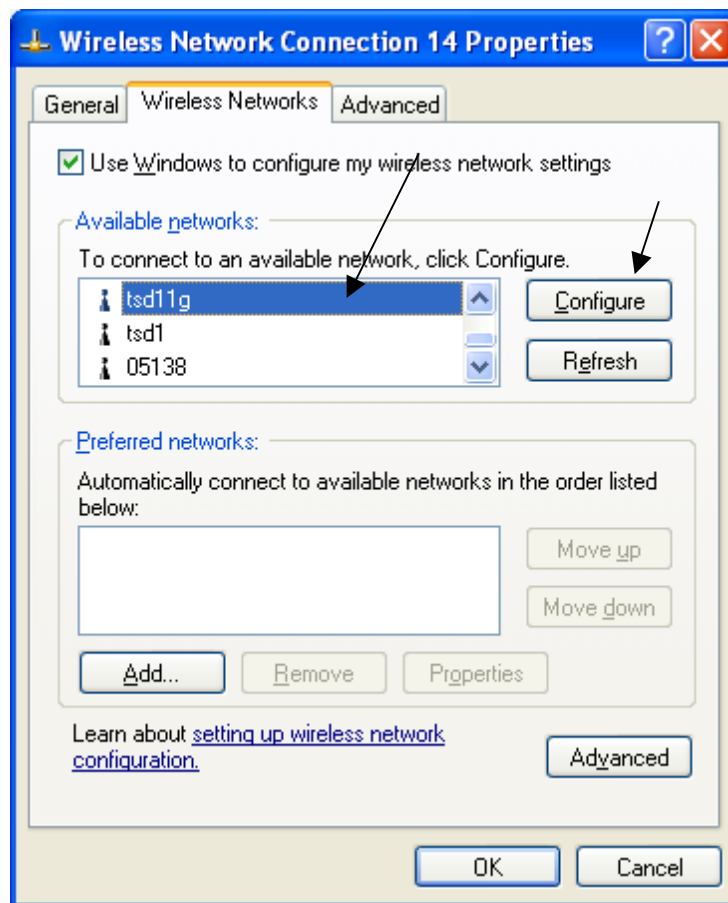 Wireless Network Connection 14 Properties
General Wireless Networks Advanced
Use Windows to configure my wireless network settings
Available networks:
To connect to an available network, click Configure.
tsd11g
tsd1
05138
Configure
Refresh
Preferred networks:
Automatically connect to available networks in the order listed
below:
Move up
Move down
Add... Remove Properties
Learn about setting up wireless network
configuration.
Advanced
OK Cancel